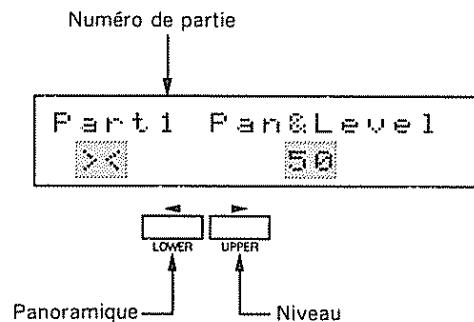 Numéro de partie
Part1 Pan&Level
>< 50
LOWER UPPER
Panoramique Niveau